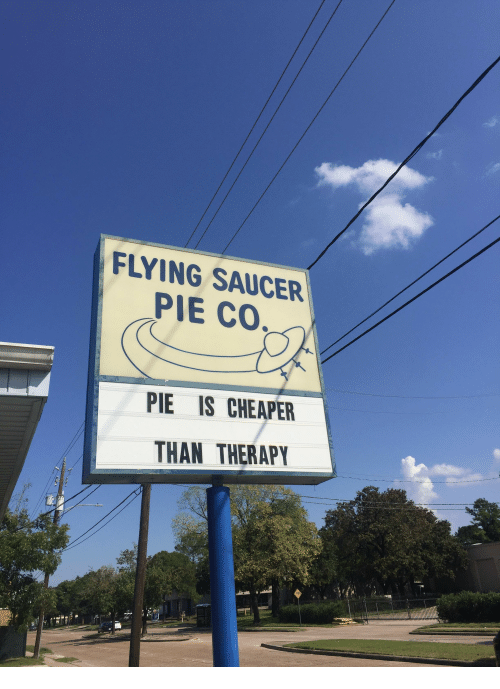 FLYING SAUCER
PIE CO.
PIE IS CHEAPER
THAN THERAPY